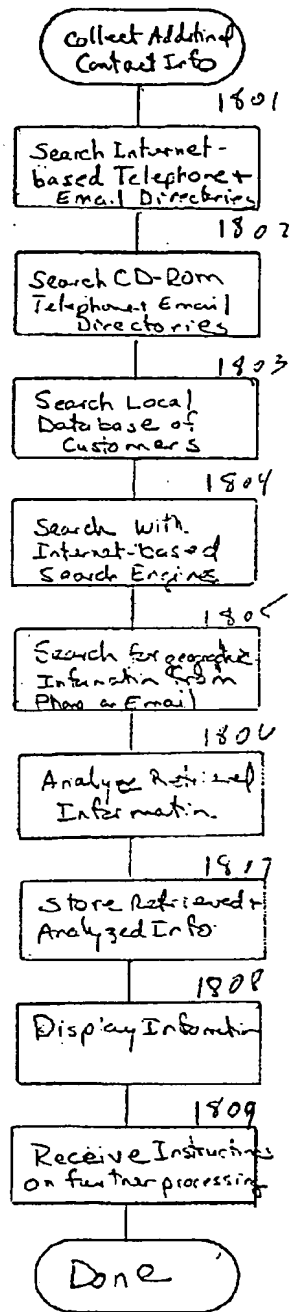 Collect Additional
Contact Info
1801
Search Internet-
based Telephone +
Email Directories
1802
Search CD-ROM
Telephone + Email
Directories
1803
Search Local
Database of
Customers
1804
Search With
Internet-based
Search Engines
1805
Search for geographic
Information from
Phone or Email
1806
Analyze Retrieved
Information
1807
Store Retrieved +
Analyzed Info
1808
Display Information
1809
Receive Instructions
on further processing
Done